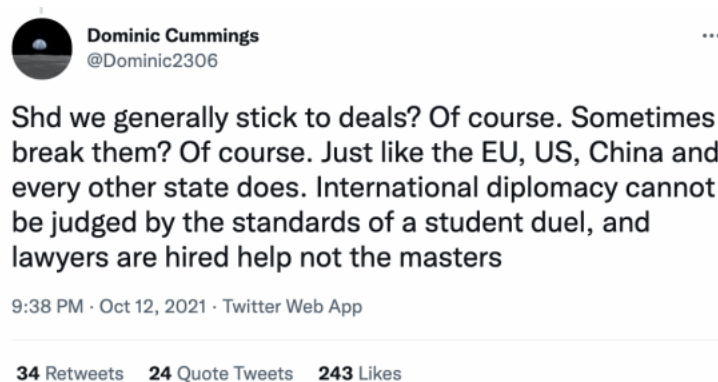 Dominic Cummings
@Dominic2306
Shd we generally stick to deals? Of course. Sometimes
break them? Of course. Just like the EU, US, China and
every other state does. International diplomacy cannot
be judged by the standards of a student duel, and
lawyers are hired help not the masters
9:38 PM · Oct 12, 2021 · Twitter Web App
34 Retweets 24 Quote Tweets 243 Likes